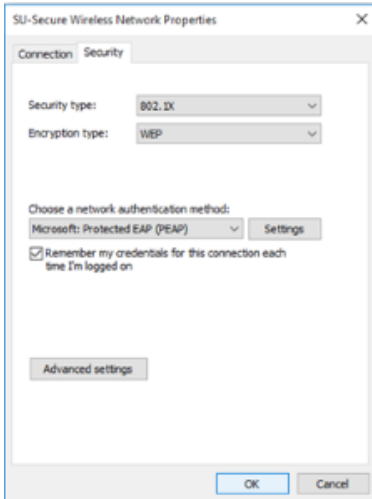 SU-Secure Wireless Network Properties
Connection Security
Security type: 802.1X
Encryption type: WEP
Choose a network authentication method:
Microsoft: Protected EAP (PEAP) Settings
Remember my credentials for this connection each
time I'm logged on
Advanced settings
OK Cancel